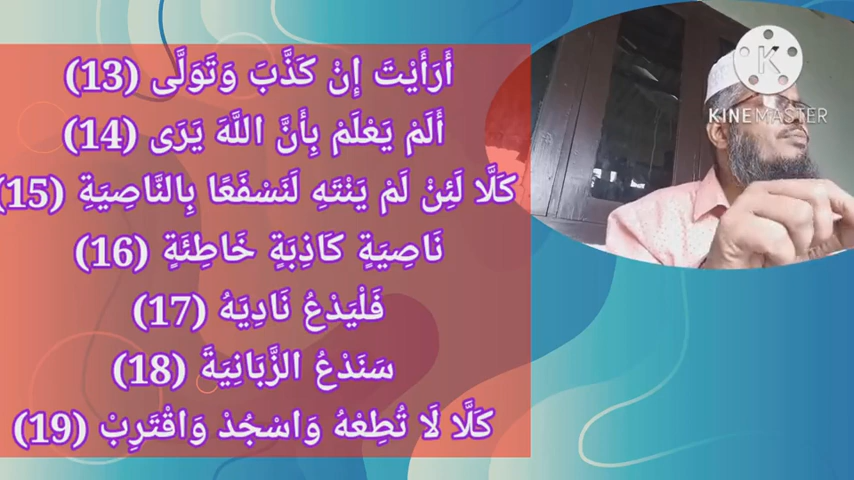 أَرَأَيْتَ إِنْ كَذَّبَ وَتَوَلَّى (13)
أَلَمْ يَعْلَمْ بِأَنَّ اللَّهَ يَرَى (14)
كَلَّا لَئِنْ لَمْ يَنْتَهِ لَنَسْفَعًا بِالنَّاصِيَةِ (15)
نَاصِيَةٍ كَاذِبَةٍ خَاطِئَةٍ (16)
فَلْيَدْعُ نَادِيَهُ (17)
سَنَدْعُ الزَّبَانِيَةَ (18)
كَلَّا لَا تُطِعْهُ وَاسْجُدْ وَاقْتَرِبْ (19)
K
KINEMASTER